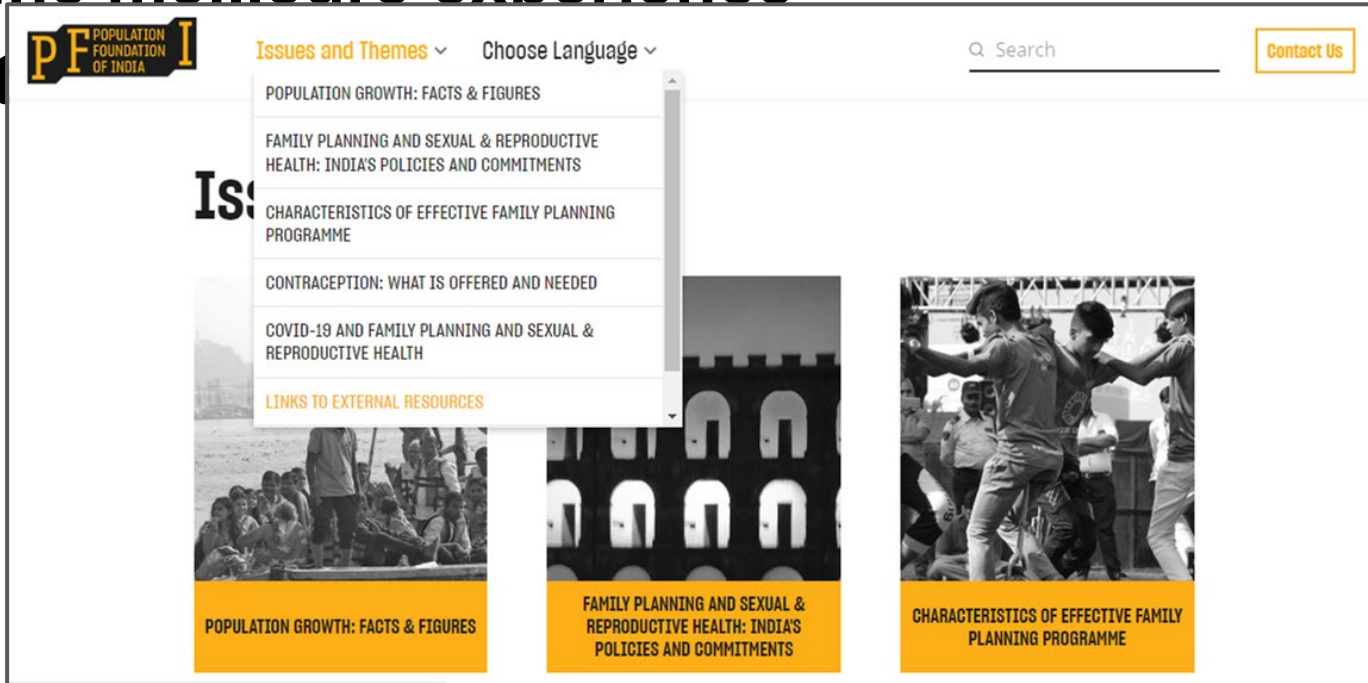 PFI POPULATION
FOUNDATION
OF INDIA
Issues and Themes
Choose Language
Search
Contact Us
POPULATION GROWTH: FACTS & FIGURES
FAMILY PLANNING AND SEXUAL & REPRODUCTIVE
HEALTH: INDIA'S POLICIES AND COMMITMENTS
CHARACTERISTICS OF EFFECTIVE FAMILY PLANNING
PROGRAMME
CONTRACEPTION: WHAT IS OFFERED AND NEEDED
COVID-19 AND FAMILY PLANNING AND SEXUAL &
REPRODUCTIVE HEALTH
LINKS TO EXTERNAL RESOURCES
POPULATION GROWTH: FACTS & FIGURES
FAMILY PLANNING AND SEXUAL &
REPRODUCTIVE HEALTH: INDIA'S
POLICIES AND COMMITMENTS
CHARACTERISTICS OF EFFECTIVE FAMILY
PLANNING PROGRAMME